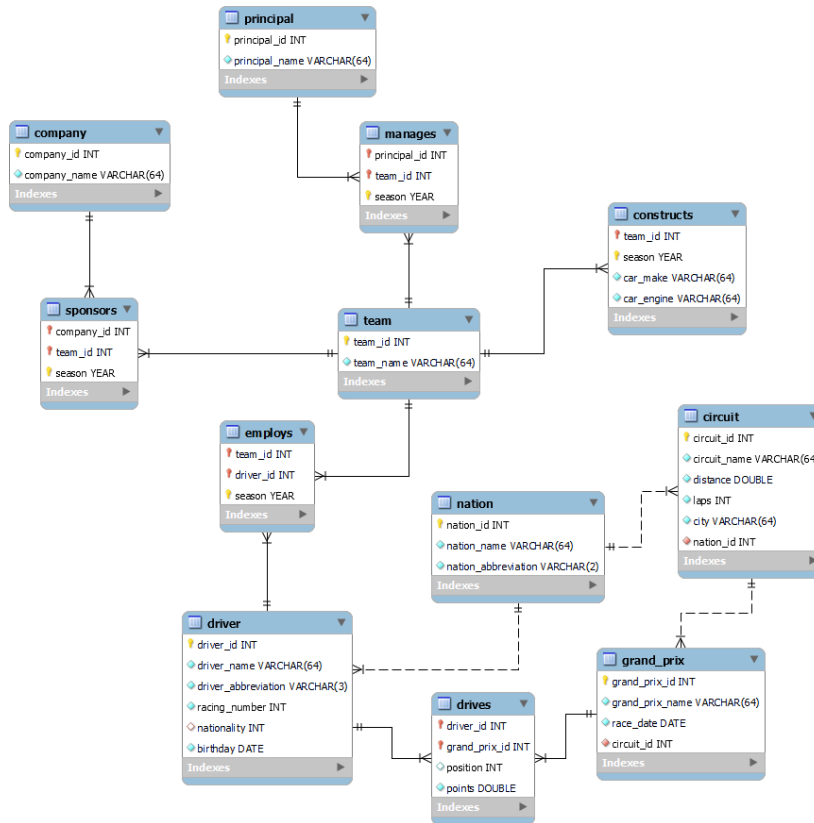 principal
principal_id INT
principal_name VARCHAR(64)
Indexes
company
company_id INT
company_name VARCHAR(64)
Indexes
manages
principal_id INT
team_id INT
season YEAR
Indexes
constructs
team_id INT
season YEAR
car_make VARCHAR(64)
car_engine VARCHAR(64)
Indexes
sponsors
company_id INT
team_id INT
season YEAR
Indexes
team
team_id INT
team_name VARCHAR(64)
Indexes
employs
team_id INT
driver_id INT
season YEAR
Indexes
circuit
circuit_id INT
circuit_name VARCHAR(64
distance DOUBLE
laps INT
city VARCHAR(64)
nation_id INT
Indexes
nation
nation_id INT
nation_name VARCHAR(64)
nation_abbreviation VARCHAR(2)
Indexes
driver
driver_id INT
driver_name VARCHAR(64)
driver_abbreviation VARCHAR(3)
racing_number INT
nationality INT
birthday DATE
Indexes
drives
driver_id INT
grand_prix_id INT
position INT
points DOUBLE
Indexes
grand_prix
grand_prix_id INT
grand_prix_name VARCHAR(64)
race_date DATE
circuit_id INT
Indexes